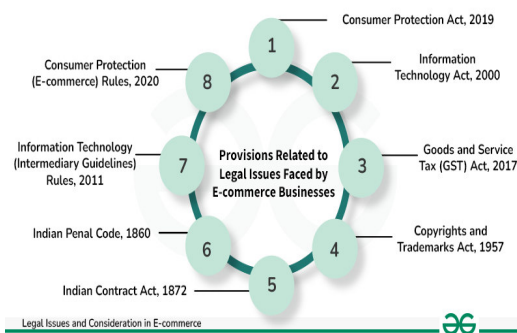 Consumer Protection Act, 2019
1
Information
Technology Act, 2000
2
Goods and Service
Tax (GST) Act, 2017
3
Copyrights and
Trademarks Act, 1957
4
Indian Contract Act, 1872
5
Indian Penal Code, 1860
6
Information Technology
(Intermediary Guidelines)
Rules, 2011
7
Consumer Protection
(E-commerce) Rules, 2020
8
Provisions Related to
Legal Issues Faced by
E-commerce Businesses
Legal Issues and Consideration in E-commerce